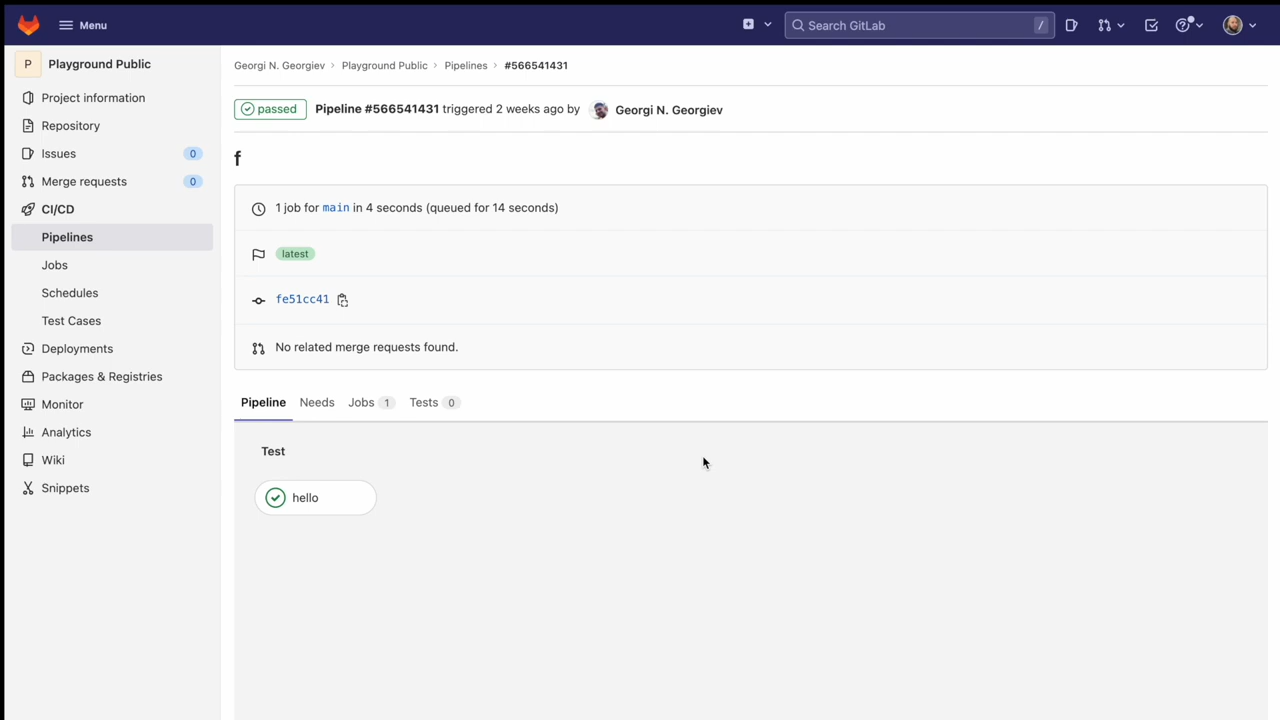 Menu
Search GitLab /
P Playground Public
Project information
Repository
Issues 0
Merge requests 0
CI/CD
Pipelines
Jobs
Schedules
Test Cases
Deployments
Packages & Registries
Monitor
Analytics
Wiki
Snippets
Georgi N. Georgiev › Playground Public › Pipelines › #566541431
passed Pipeline #566541431 triggered 2 weeks ago by Georgi N. Georgiev
f
1 job for main in 4 seconds (queued for 14 seconds)
latest
fe51cc41
No related merge requests found.
Pipeline Needs Jobs 1 Tests 0
Test
hello